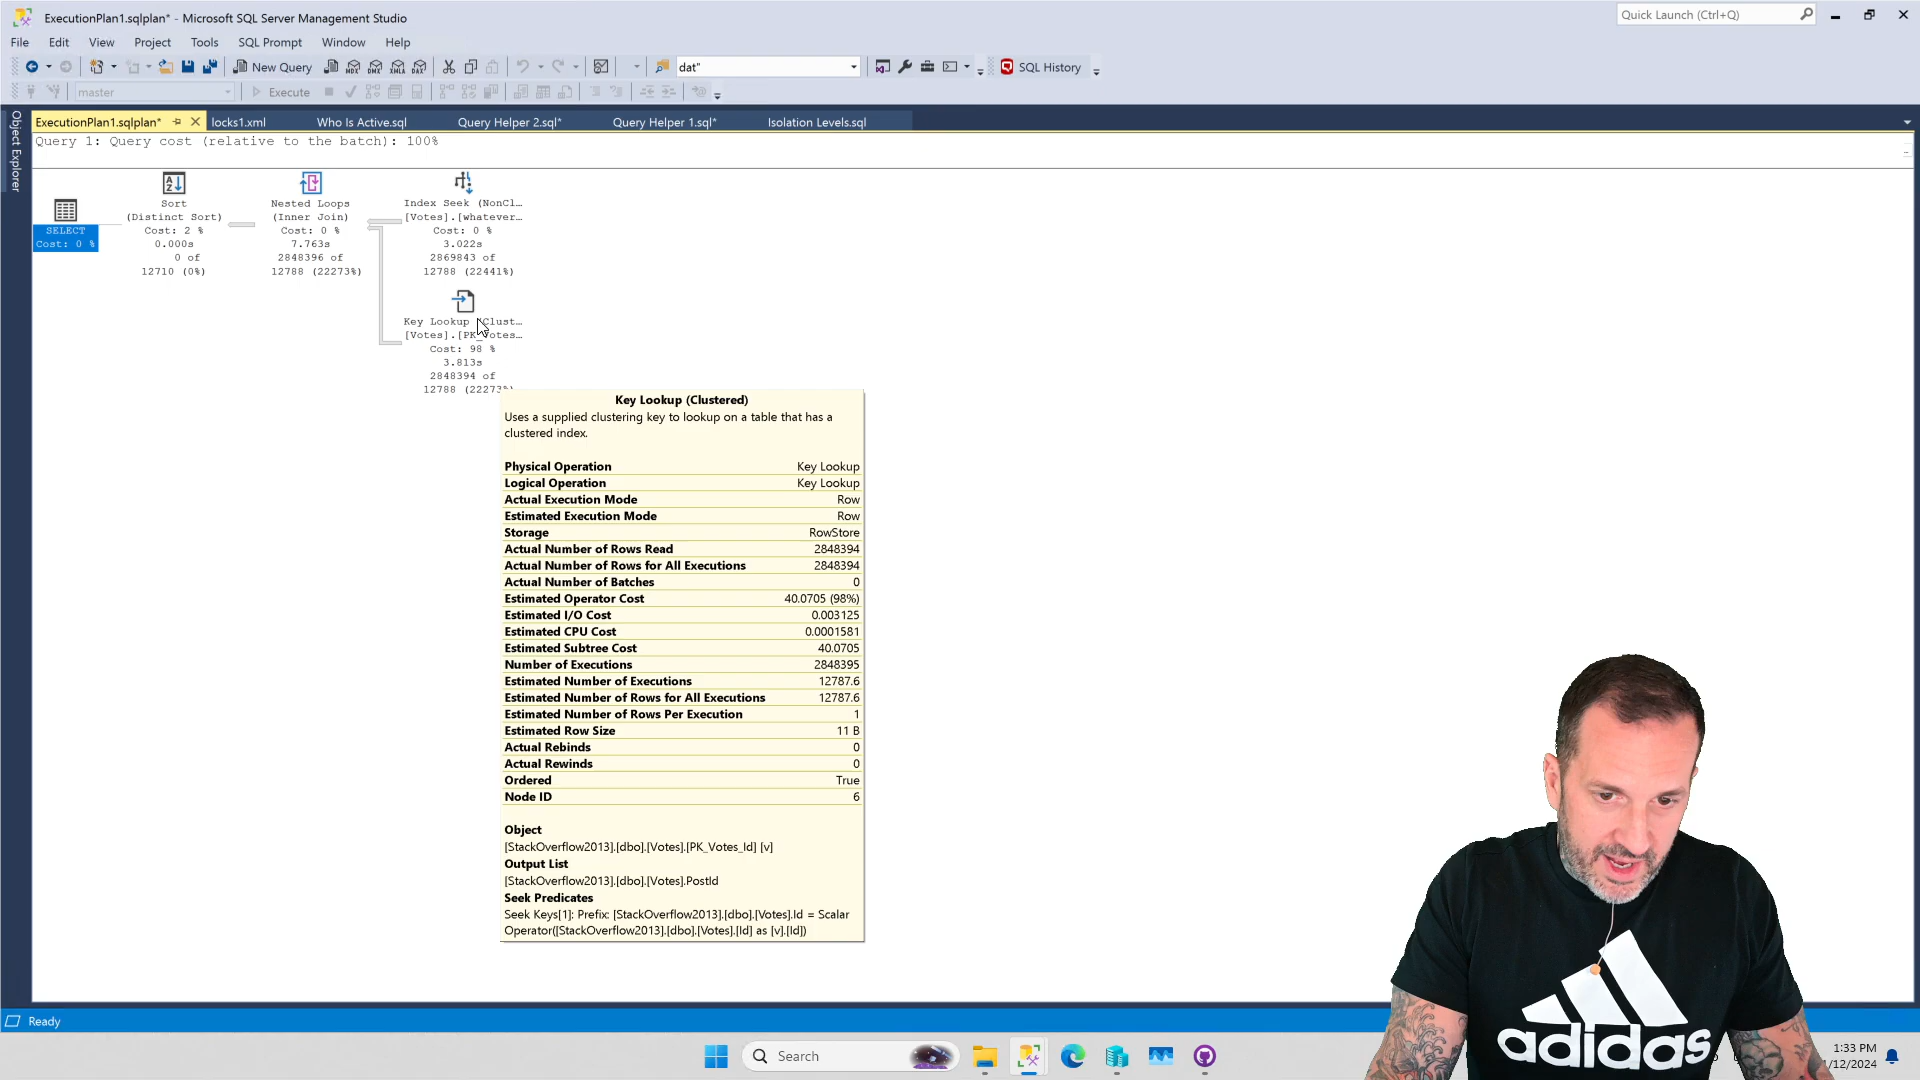 ExecutionPlan1.sqlplan* - Microsoft SQL Server Management Studio
Quick Launch (Ctrl+Q)
File Edit View Project Tools SQL Prompt Window Help
New Query
MDX DMX XMLA DAX
dat"
SQL History
master
Execute
Object Explorer
ExecutionPlan1.sqlplan* locks1.xml Who Is Active.sql Query Helper 2.sql* Query Helper 1.sql* Isolation Levels.sql
Query 1: Query cost (relative to the batch): 100%
SELECT
Cost: 0 %
Sort
(Distinct Sort)
Cost: 2 %
0.000s
0 of
12710 (0%)
Nested Loops
(Inner Join)
Cost: 0 %
7.763s
2848396 of
12788 (22273%)
Index Seek (NonCl...
[Votes].[whatever...
Cost: 0 %
3.022s
2869843 of
12788 (22441%)
Key Lookup (Clust...
[Votes].[PK_Votes...
Cost: 98 %
3.813s
2848394 of
12788 (22273%)
Key Lookup (Clustered)
Uses a supplied clustering key to lookup on a table that has a
clustered index.
Physical Operation Key Lookup
Logical Operation Key Lookup
Actual Execution Mode Row
Estimated Execution Mode Row
Storage RowStore
Actual Number of Rows Read 2848394
Actual Number of Rows for All Executions 2848394
Actual Number of Batches 0
Estimated Operator Cost 40.0705 (98%)
Estimated I/O Cost 0.003125
Estimated CPU Cost 0.0001581
Estimated Subtree Cost 40.0705
Number of Executions 2848395
Estimated Number of Executions 12787.6
Estimated Number of Rows for All Executions 12787.6
Estimated Number of Rows Per Execution 1
Estimated Row Size 11 B
Actual Rebinds 0
Actual Rewinds 0
Ordered True
Node ID 6
Object
[StackOverflow2013].[dbo].[Votes].[PK_Votes_Id] [v]
Output List
[StackOverflow2013].[dbo].[Votes].PostId
Seek Predicates
Seek Keys[1]: Prefix: [StackOverflow2013].[dbo].[Votes].Id = Scalar
Operator([StackOverflow2013].[dbo].[Votes].[Id] as [v].[Id])
Ready
adidas
Search
1:33 PM
/12/2024